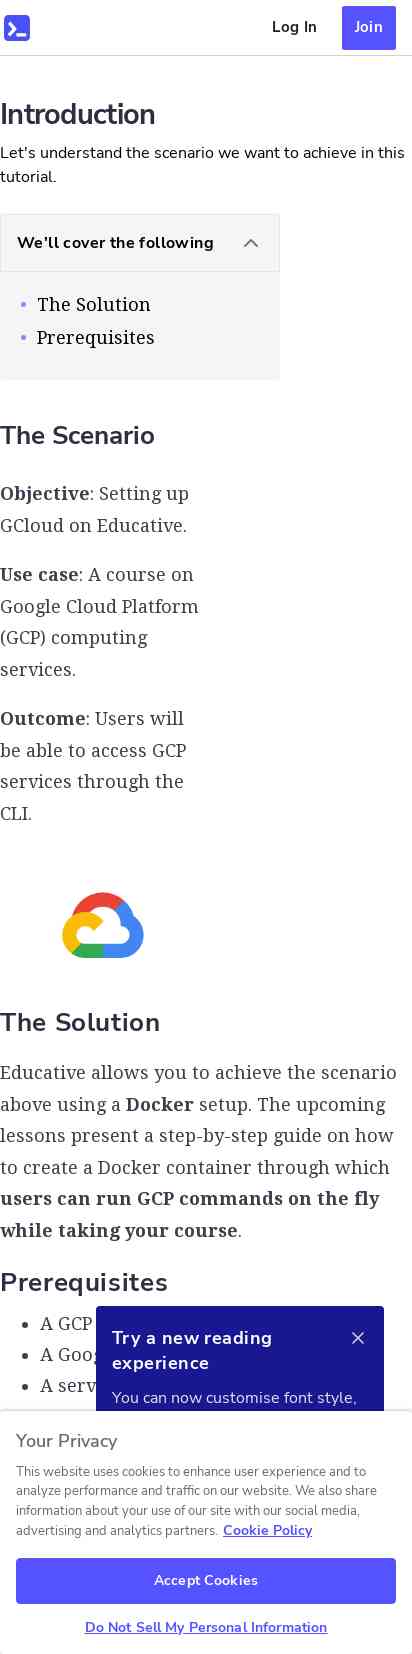 Log In
Join
Introduction
Let's understand the scenario we want to achieve in this
tutorial.
We'll cover the following
The Solution
Prerequisites
The Scenario
Objective: Setting up
GCloud on Educative.
Use case: A course on
Google Cloud Platform
(GCP) computing
services.
Outcome: Users will
be able to access GCP
services through the
CLI.
The Solution
Educative allows you to achieve the scenario
above using a Docker setup. The upcoming
lessons present a step-by-step guide on how
to create a Docker container through which
users can run GCP commands on the fly
while taking your course.
Prerequisites
A GCP
A
A
Try a new reading
experience
You can now customise font style,
Your Privacy
This website uses cookies to enhance user experience and to
analyze performance and traffic on our website. We also share
information about your use of our site with our social media,
advertising and analytics partners. Cookie Policy
Accept Cookies
Do Not Sell My Personal Information